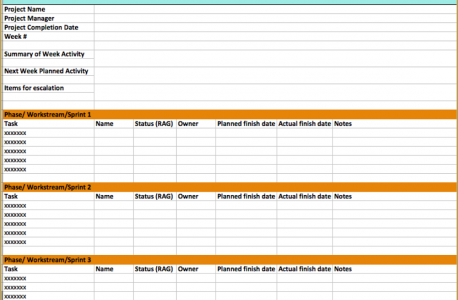 Project Name
Project Manager
Project Completion Date
Week #
Summary of Week Activity
Next Week Planned Activity
Items for escalation
Phase/ Workstream/Sprint 1
Task Name Status (RAG) Owner Planned finish date Actual finish date Notes
xxxxxxx
xxxxxxx
xxxxxxx
xxxxxxx
xxxxxxx
Phase/ Workstream/Sprint 2
Task Name Status (RAG) Owner Planned finish date Actual finish date Notes
xxxxxxx
xxxxxxx
xxxxxxx
xxxxxxx
xxxxxxx
Phase/ Workstream/Sprint 3
Task Name Status (RAG) Owner Planned finish date Actual finish date Notes
xxxxxxx
xxxxxxx
xxxxxxx